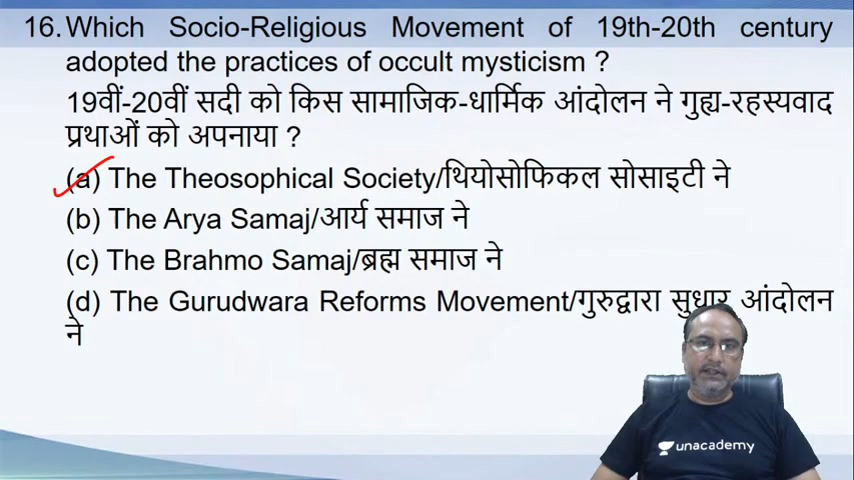 16. Which Socio-Religious Movement of 19th-20th century
adopted the practices of occult mysticism ?
19वीं-20वीं सदी को किस सामाजिक-धार्मिक आंदोलन ने गुह्य-रहस्यवाद
प्रथाओं को अपनाया ?
(a) The Theosophical Society/थियोसोफिकल सोसाइटी ने
(b) The Arya Samaj/आर्य समाज ने
(c) The Brahmo Samaj/ब्रह्म समाज ने
(d) The Gurudwara Reforms Movement/गुरुद्वारा सुधार आंदोलन
ने
unacademy